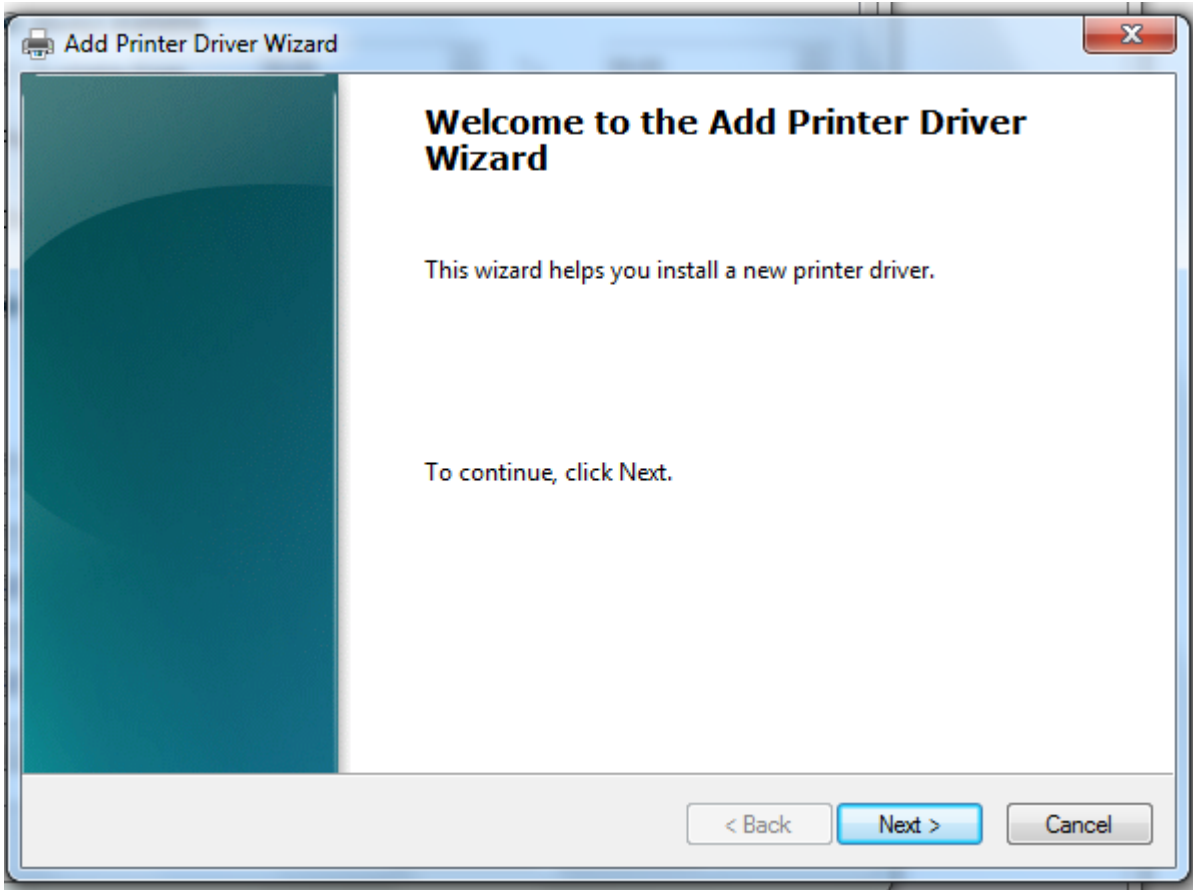 Add Printer Driver Wizard
X
Welcome to the Add Printer Driver
Wizard
This wizard helps you install a new printer driver.
To continue, click Next.
< Back Next > Cancel